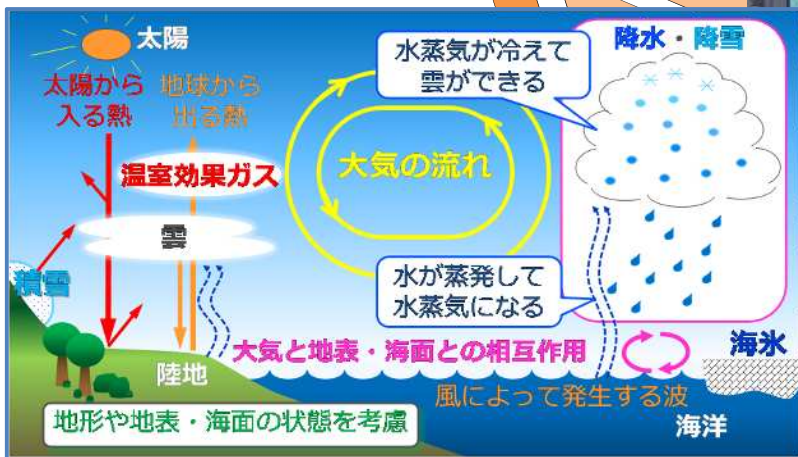 太陽
太陽から
入る熱
地球から
出る熱
温室効果ガス
雲
積雪
陸地
地形や地表・海面の状態を考慮
大気の流れ
水蒸気が冷えて
雲ができる
水が蒸発して
水蒸気になる
降水・降雪
大気と地表・海面との相互作用
風によって発生する波
海氷
海洋